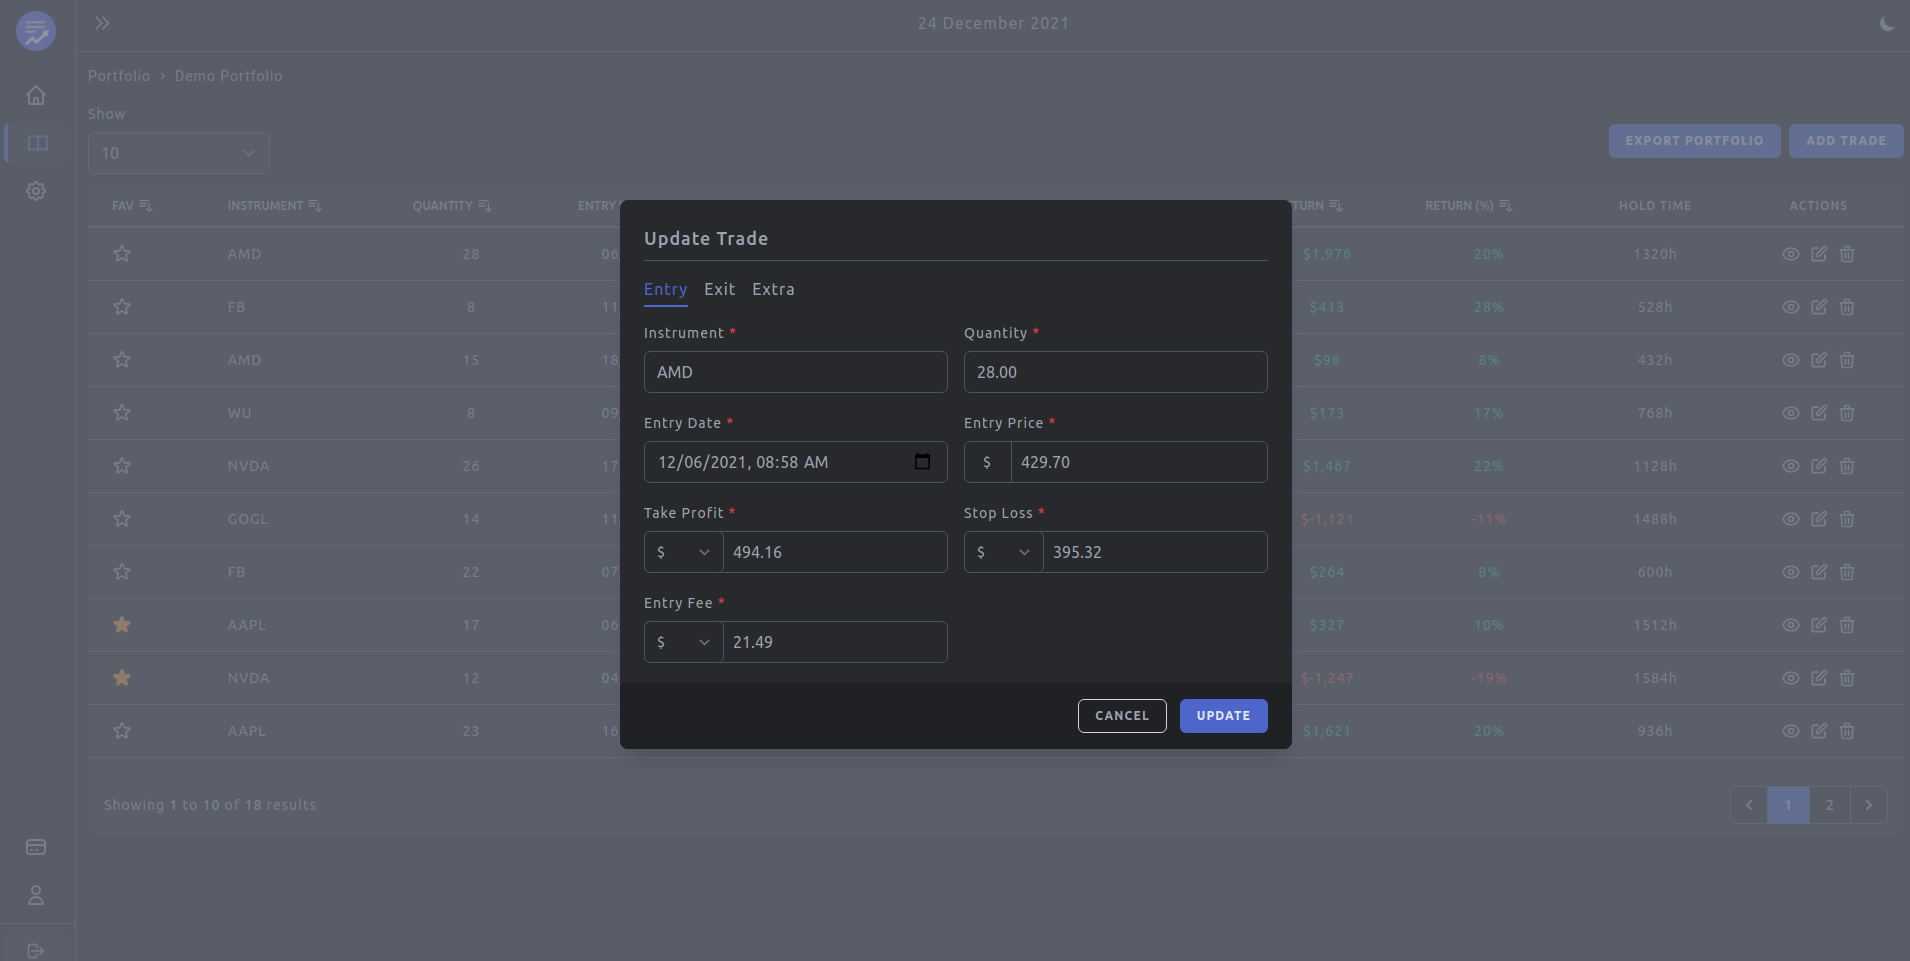 24 December 2021
Portfolio › Demo Portfolio
Show
10
EXPORT PORTFOLIO
ADD TRADE
FAV INSTRUMENT QUANTITY ENTRY RETURN (%) HOLD TIME ACTIONS
AMD 28 06 $1,976 20% 1320h
FB 8 11 $413 28% 528h
AMD 15 18 $98 8% 432h
WU 8 09 $173 17% 768h
NVDA 26 17 $1,467 22% 1128h
GOGL 14 11 $-1,121 -11% 1488h
FB 22 07 $264 8% 600h
AAPL 17 06 $327 10% 1512h
NVDA 12 04 $-1,247 -19% 1584h
AAPL 23 16 $1,621 20% 936h
Showing 1 to 10 of 18 results
1 2
Update Trade
Entry Exit Extra
Instrument * Quantity *
AMD 28.00
Entry Date * Entry Price *
12/06/2021, 08:58 AM $ 429.70
Take Profit * Stop Loss *
$ 494.16 $ 395.32
Entry Fee *
$ 21.49
CANCEL UPDATE